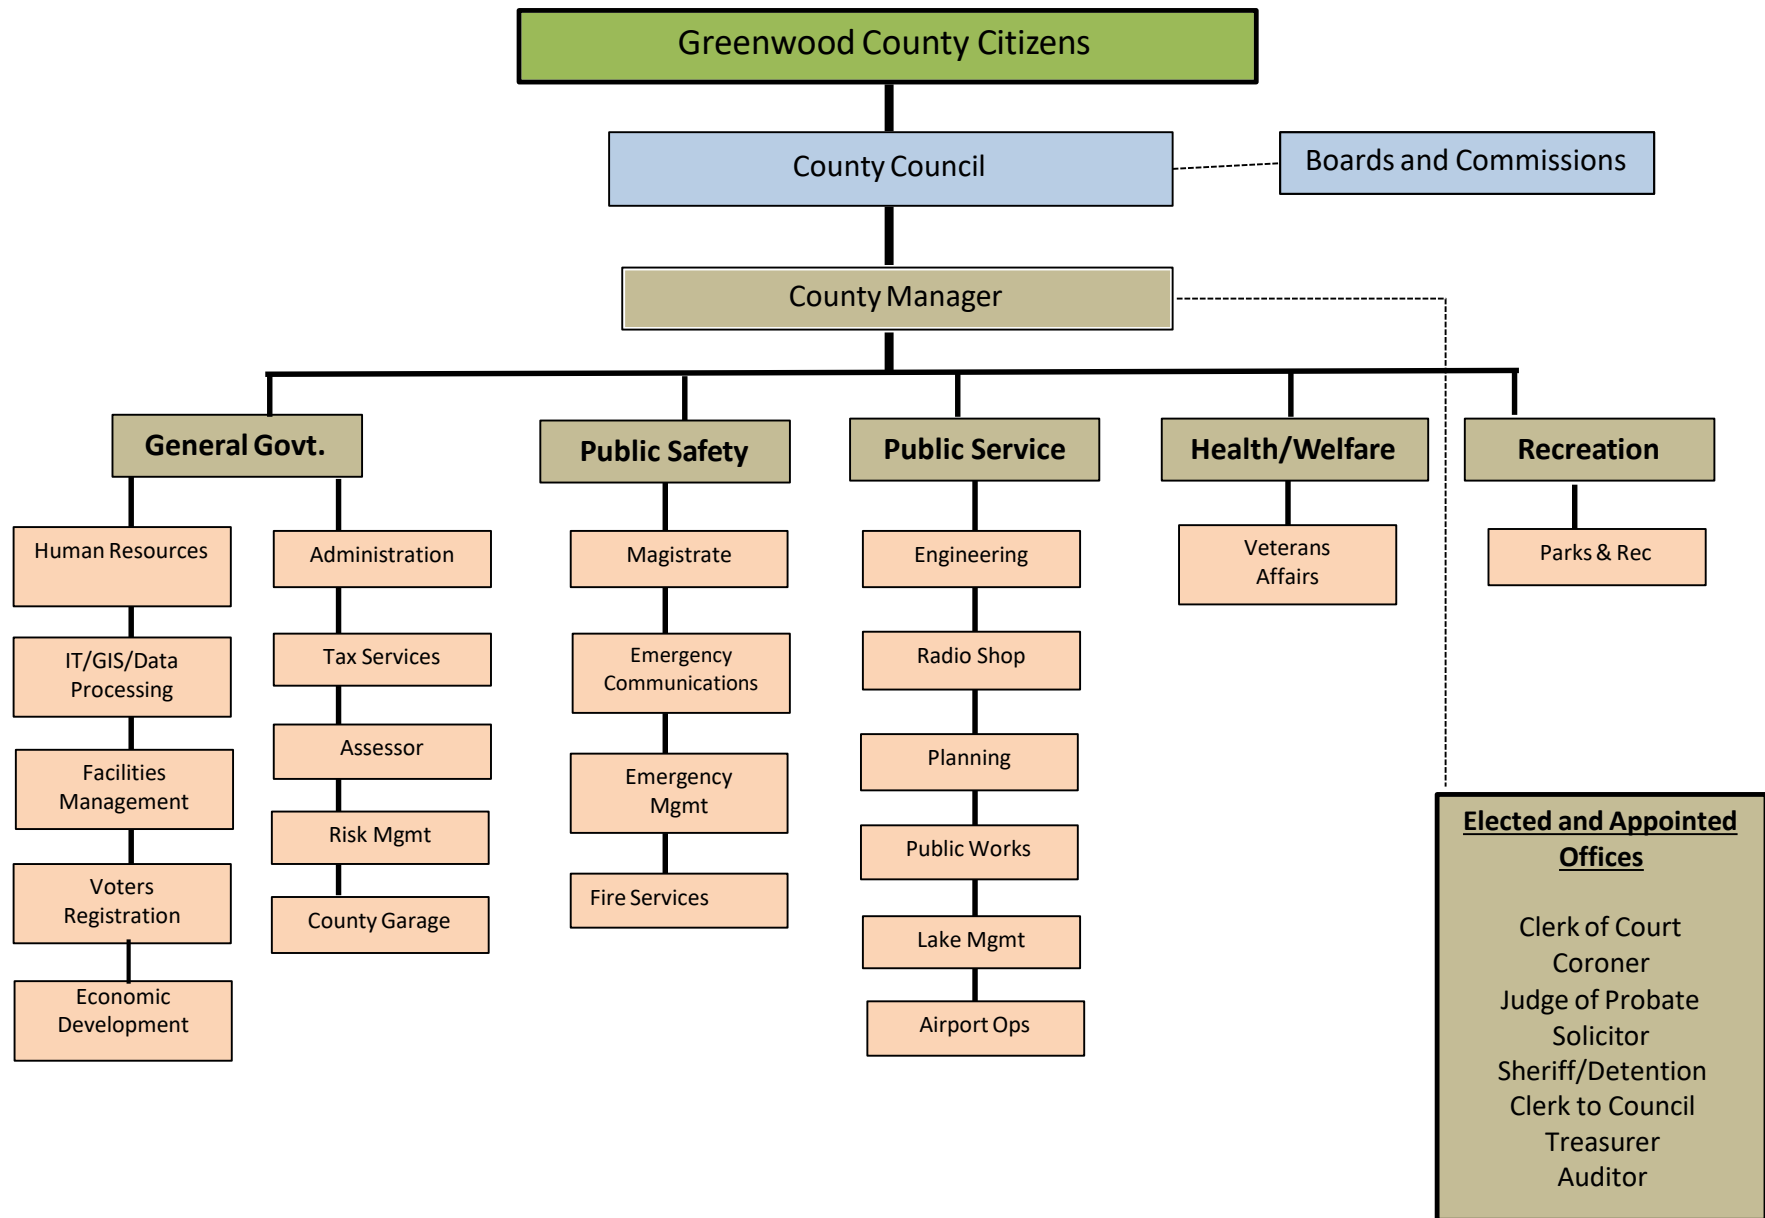 Greenwood County Citizens
County Council
Boards and Commissions
County Manager
General Govt.
Public Safety
Public Service
Health/Welfare
Recreation
Human Resources
IT/GIS/Data
Processing
Facilities
Management
Voters
Registration
Economic
Development
Administration
Tax Services
Assessor
Risk Mgmt
County Garage
Magistrate
Emergency
Communications
Emergency
Mgmt
Fire Services
Engineering
Radio Shop
Planning
Public Works
Lake Mgmt
Airport Ops
Veterans
Affairs
Parks & Rec
Elected and Appointed
Offices
Clerk of Court
Coroner
Judge of Probate
Solicitor
Sheriff/Detention
Clerk to Council
Treasurer
Auditor